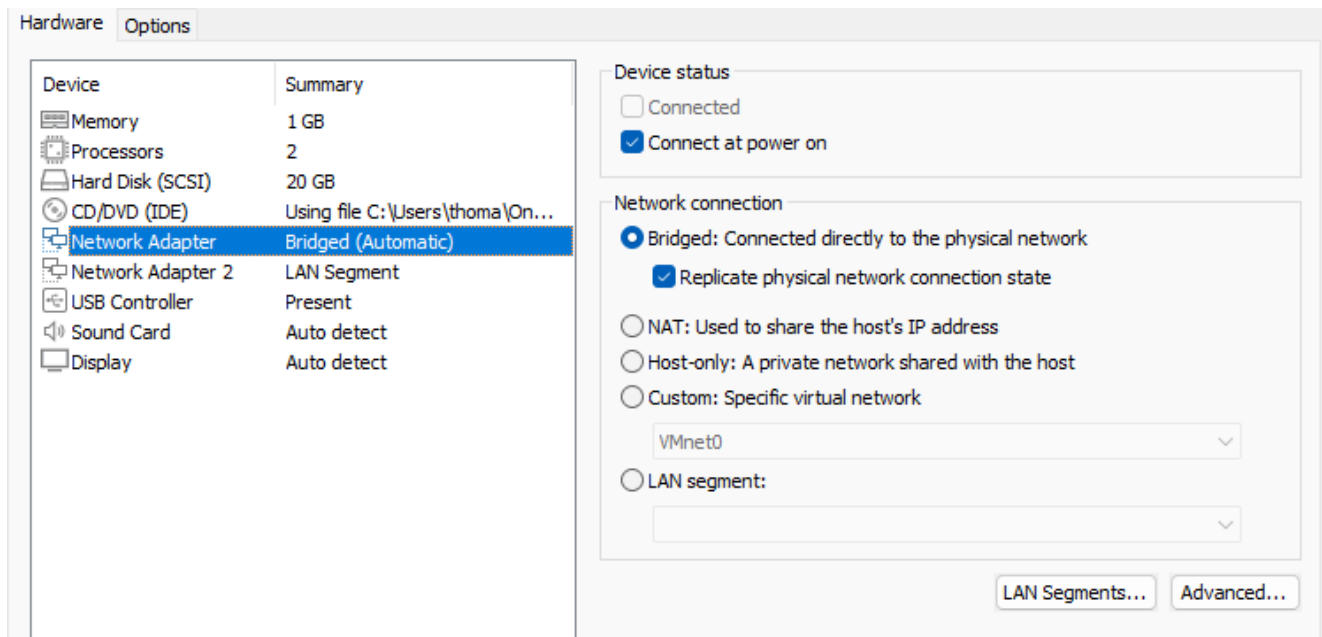 Hardware Options
Device Summary
Memory 1 GB
Processors 2
Hard Disk (SCSI) 20 GB
CD/DVD (IDE) Using file C:\Users\thoma\On...
Network Adapter Bridged (Automatic)
Network Adapter 2 LAN Segment
USB Controller Present
Sound Card Auto detect
Display Auto detect
Device status
Connected
Connect at power on
Network connection
Bridged: Connected directly to the physical network
Replicate physical network connection state
NAT: Used to share the host's IP address
Host-only: A private network shared with the host
Custom: Specific virtual network
VMnet0
LAN segment:
LAN Segments... Advanced...